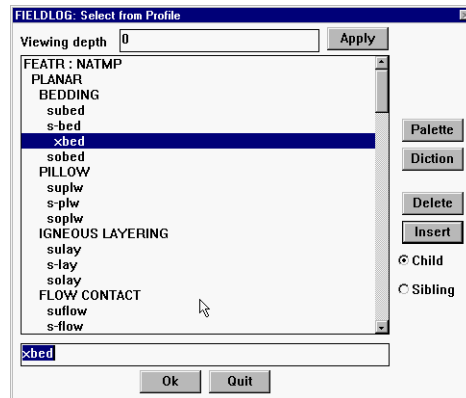 FIELDLOG: Select from Profile
Viewing depth 0 Apply
FEATR : NATMP
PLANAR
BEDDING
subed
s-bed
xbed
sobed
PILLOW
suplw
s-plw
soplw
IGNEOUS LAYERING
sulay
s-lay
solay
FLOW CONTACT
suflow
s-flow
Palette
Diction
Delete
Insert
Child
Sibling
xbed
Ok Quit